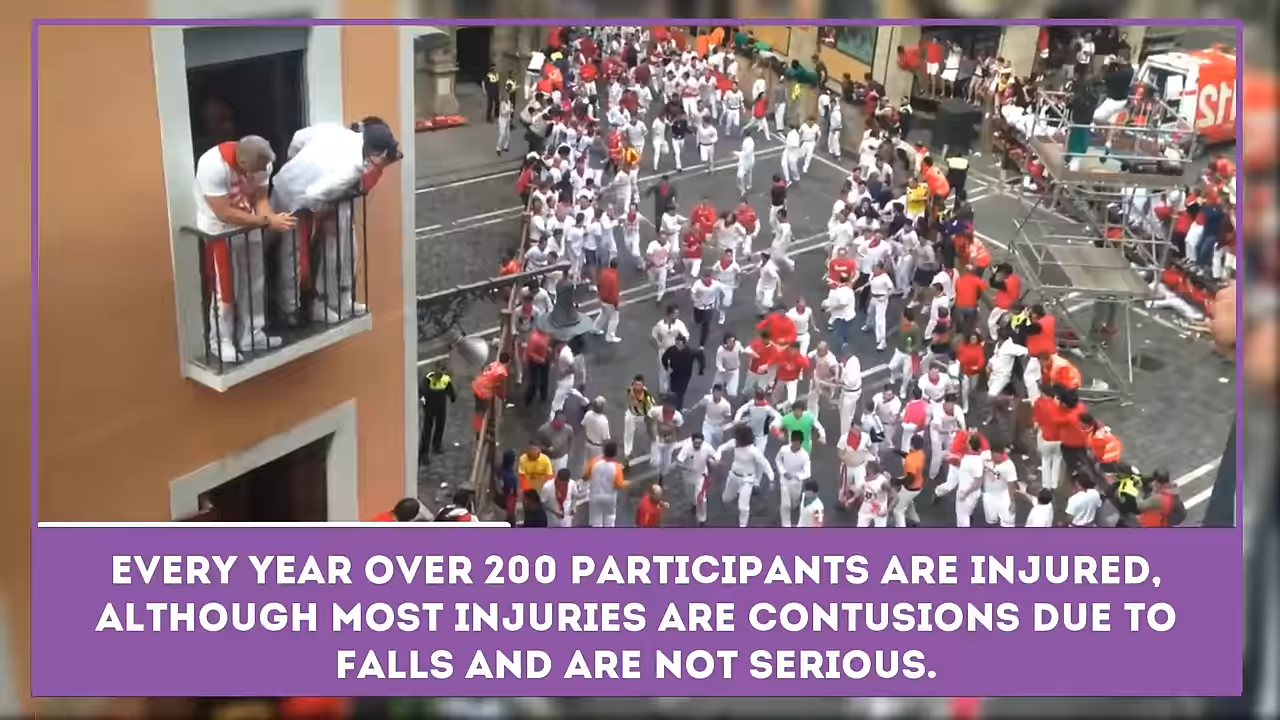 112
EVERY YEAR OVER 200 PARTICIPANTS ARE INJURED,
ALTHOUGH MOST INJURIES ARE CONTUSIONS DUE TO
FALLS AND ARE NOT SERIOUS.